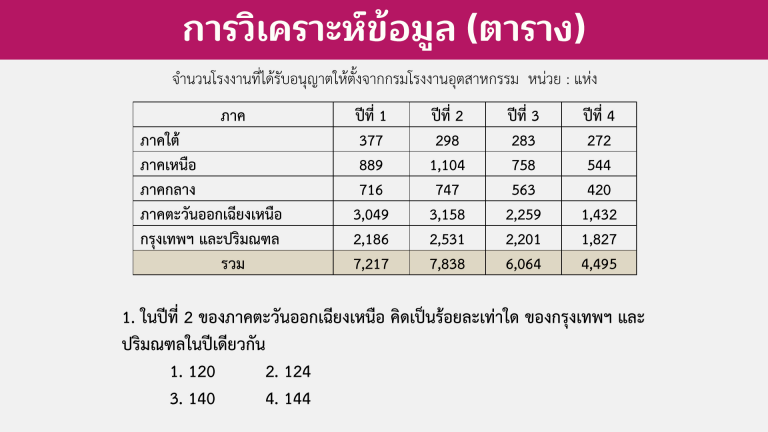 การวิเคราะห์ข้อมูล (ตาราง)
จำนวนโรงงานที่ได้รับอนุญาตให้ตั้งจากกรมโรงงานอุตสาหกรรม หน่วย : แห่ง
ภาค ปีที่ 1 ปีที่ 2 ปีที่ 3 ปีที่ 4
ภาคใต้ 377 298 283 272
ภาคเหนือ 889 1,104 758 544
ภาคกลาง 716 747 563 420
ภาคตะวันออกเฉียงเหนือ 3,049 3,158 2,259 1,432
กรุงเทพฯ และปริมณฑล 2,186 2,531 2,201 1,827
รวม 7,217 7,838 6,064 4,495
1. ในปีที่ 2 ของภาคตะวันออกเฉียงเหนือ คิดเป็นร้อยละเท่าใด ของกรุงเทพฯ และ
ปริมณฑลในปีเดียวกัน
1. 120 2. 124
3. 140 4. 144